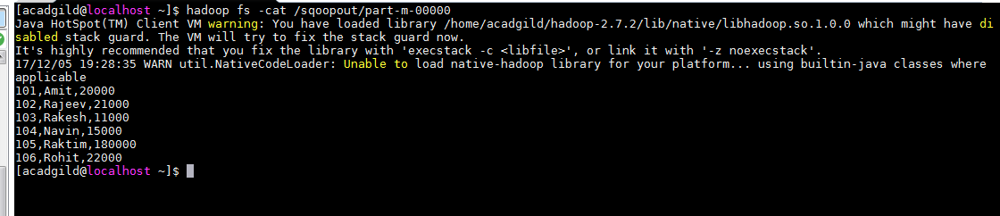 [acadgild@localhost ~]$ hadoop fs -cat /sqoopout/part-m-00000
Java HotSpot(TM) Client VM warning: You have loaded library /home/acadgild/hadoop-2.7.2/lib/native/libhadoop.so.1.0.0 which might have di
sabled stack guard. The VM will try to fix the stack guard now.
It's highly recommended that you fix the library with 'execstack -c <libfile>', or link it with '-z noexecstack'.
17/12/05 19:28:35 WARN util.NativeCodeLoader: Unable to load native-hadoop library for your platform... using builtin-java classes where
applicable
101,Amit,20000
102,Rajeev,21000
103,Rakesh,11000
104,Navin,15000
105,Raktim,180000
106,Rohit,22000
[acadgild@localhost ~]$